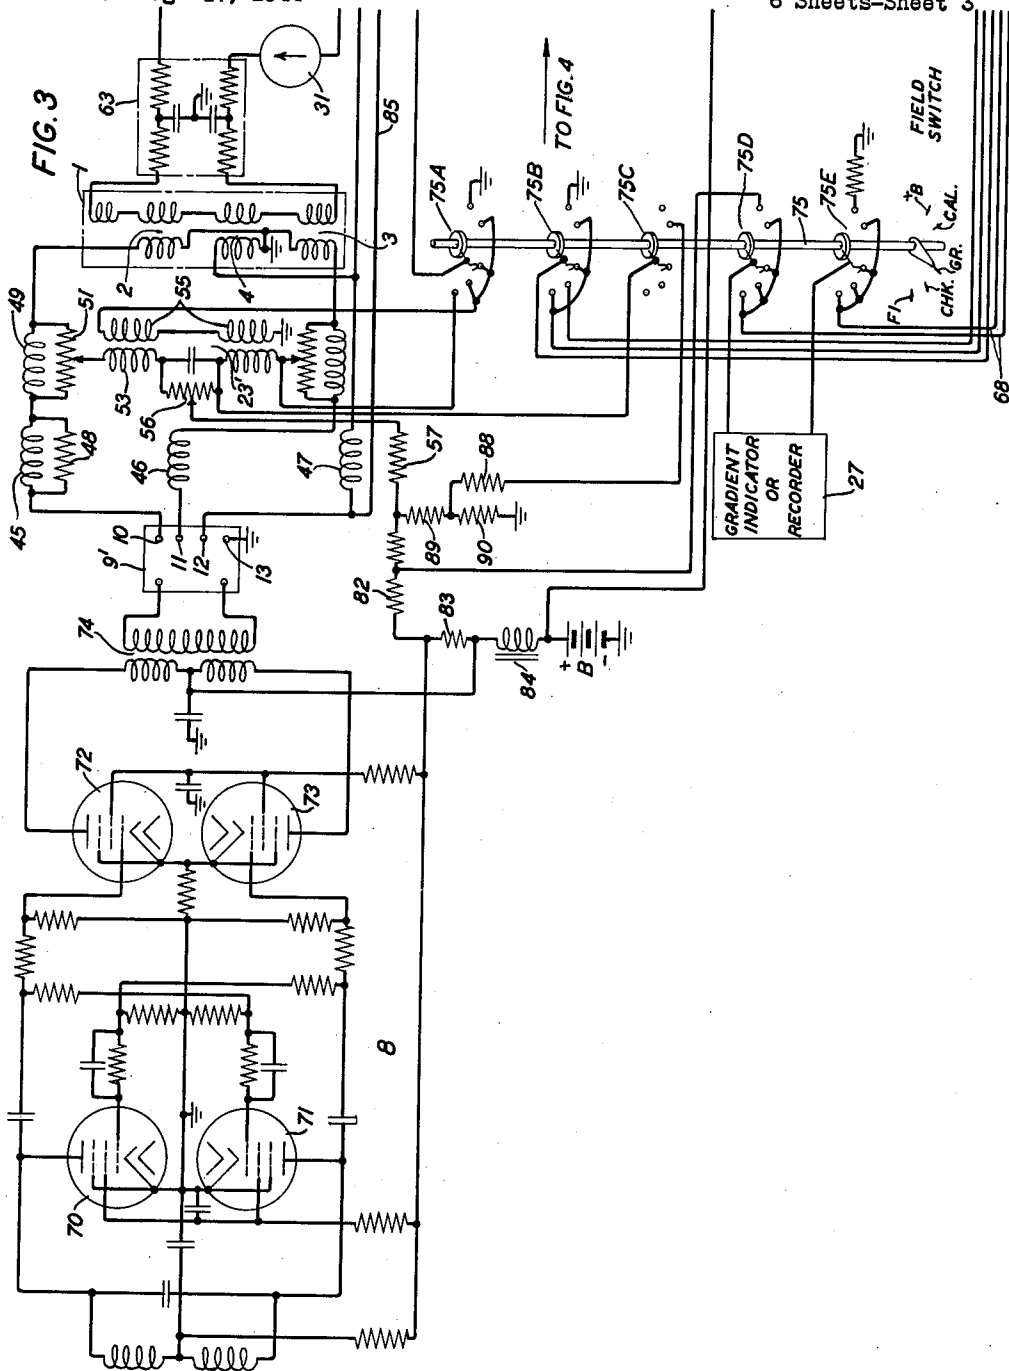 6 Sheets-Sheet 3
FIG. 3
63
31
1
85
2
3
4
49
51
55
53
23'
56
45
48
46
47
57
9'
10
11
12
13
74
88
89
90
82
83
84
+
B
-
72
73
70
71
8
TO FIG. 4
75A
75B
75C
75D
75
75E
FIELD
SWITCH
+B
CAL.
GR.
CHK.
F1
68
GRADIENT
INDICATOR
OR
RECORDER
27